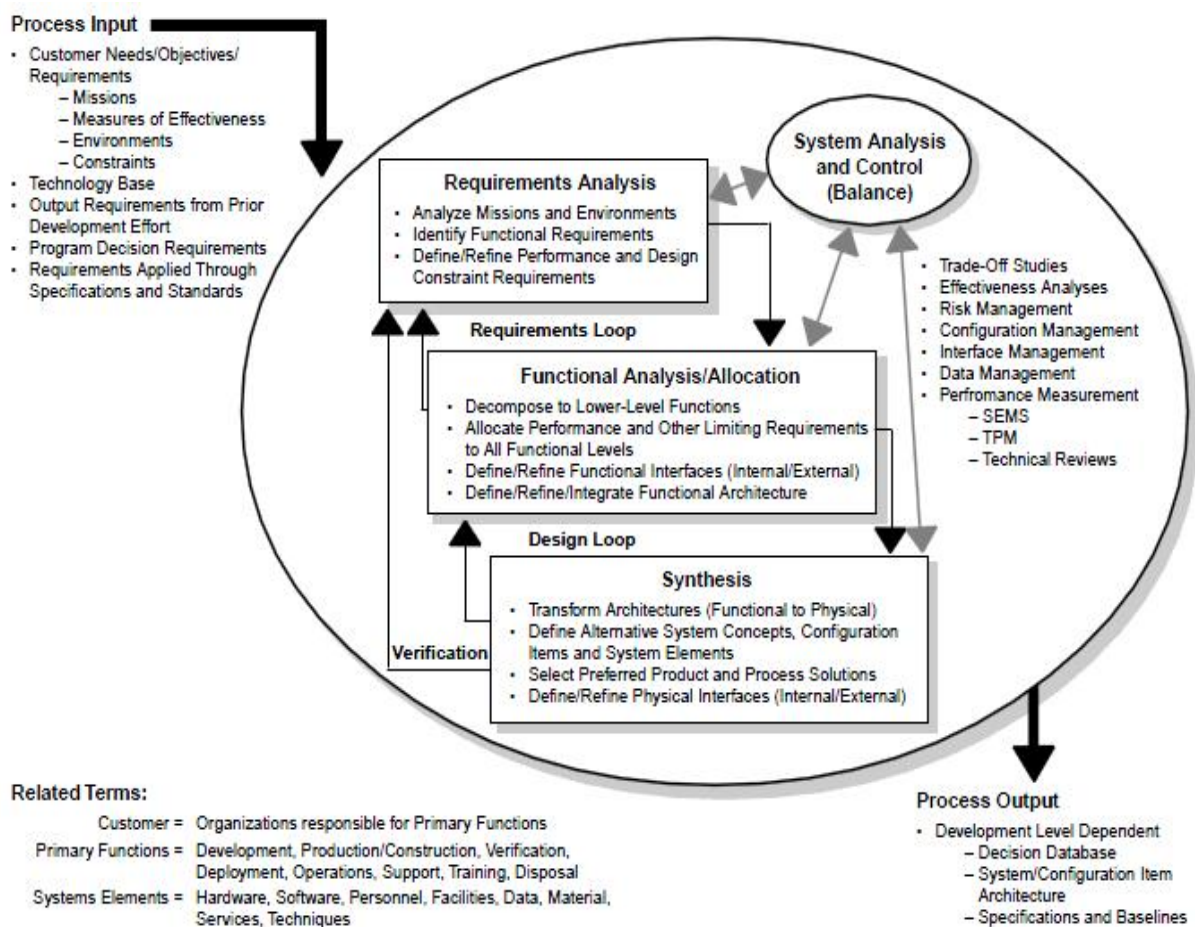 Process Input
• Customer Needs/Objectives/
Requirements
– Missions
– Measures of Effectiveness
– Environments
– Constraints
• Technology Base
• Output Requirements from Prior
Development Effort
• Program Decision Requirements
• Requirements Applied Through
Specifications and Standards
System Analysis
and Control
(Balance)
Requirements Analysis
• Analyze Missions and Environments
• Identify Functional Requirements
• Define/Refine Performance and Design
Constraint Requirements
• Trade-Off Studies
• Effectiveness Analyses
• Risk Management
• Configuration Management
• Interface Management
• Data Management
• Perfromance Measurement
– SEMS
– TPM
– Technical Reviews
Requirements Loop
Functional Analysis/Allocation
• Decompose to Lower-Level Functions
• Allocate Performance and Other Limiting Requirements
to All Functional Levels
• Define/Refine Functional Interfaces (Internal/External)
• Define/Refine/Integrate Functional Architecture
Design Loop
Synthesis
• Transform Architectures (Functional to Physical)
• Define Alternative System Concepts, Configuration
Items and System Elements
• Select Preferred Product and Process Solutions
• Define/Refine Physical Interfaces (Internal/External)
Verification
Related Terms:
Customer = Organizations responsible for Primary Functions
Primary Functions = Development, Production/Construction, Verification,
Deployment, Operations, Support, Training, Disposal
Systems Elements = Hardware, Software, Personnel, Facilities, Data, Material,
Services, Techniques
Process Output
• Development Level Dependent
– Decision Database
– System/Configuration Item
Architecture
– Specifications and Baselines